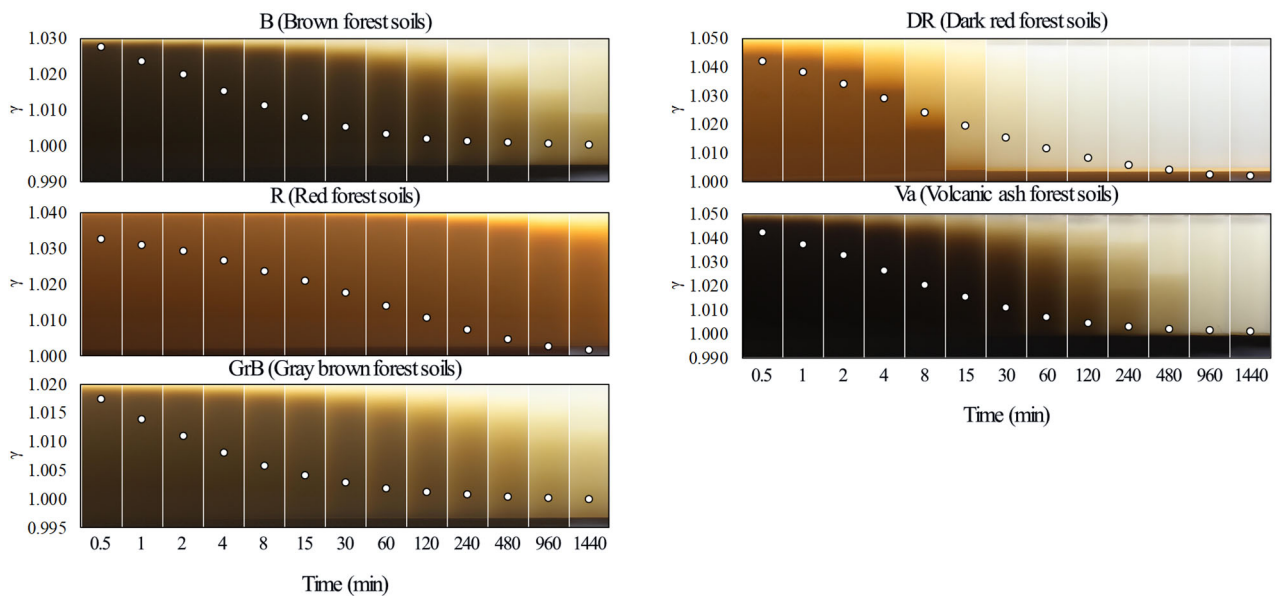 B (Brown forest soils)
1.030
1.020
1.010
1.000
0.990
γ
R (Red forest soils)
1.040
1.030
1.020
1.010
1.000
γ
GrB (Gray brown forest soils)
1.020
1.015
1.010
1.005
1.000
0.995
γ
0.5 1 2 4 8 15 30 60 120 240 480 960 1440
Time (min)
DR (Dark red forest soils)
1.050
1.040
1.030
1.020
1.010
1.000
γ
Va (Volcanic ash forest soils)
1.050
1.040
1.030
1.020
1.010
1.000
0.990
γ
0.5 1 2 4 8 15 30 60 120 240 480 960 1440
Time (min)